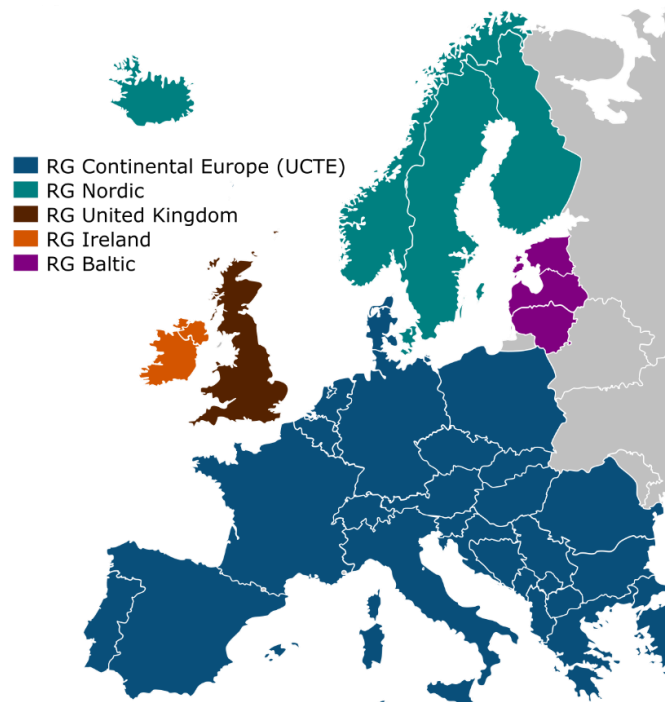 RG Continental Europe (UCTE)
RG Nordic
RG United Kingdom
RG Ireland
RG Baltic